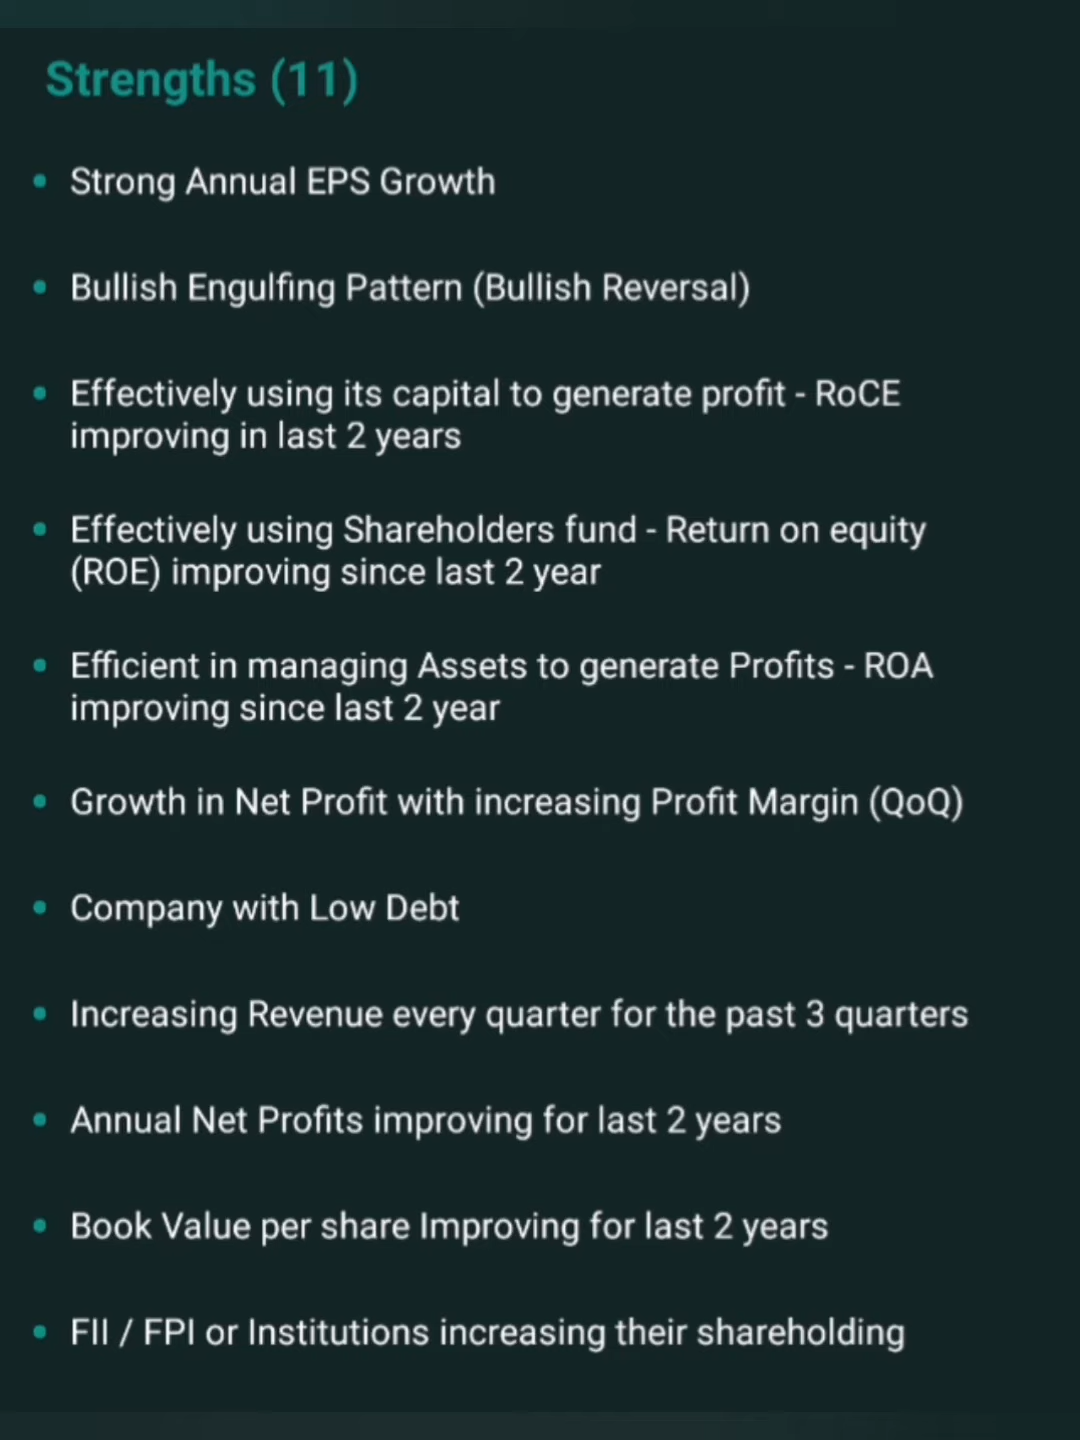 Strengths (11)
• Strong Annual EPS Growth
• Bullish Engulfing Pattern (Bullish Reversal)
• Effectively using its capital to generate profit - RoCE
improving in last 2 years
• Effectively using Shareholders fund - Return on equity
(ROE) improving since last 2 year
• Efficient in managing Assets to generate Profits - ROA
improving since last 2 year
• Growth in Net Profit with increasing Profit Margin (QoQ)
• Company with Low Debt
• Increasing Revenue every quarter for the past 3 quarters
• Annual Net Profits improving for last 2 years
• Book Value per share Improving for last 2 years
• FII / FPI or Institutions increasing their shareholding